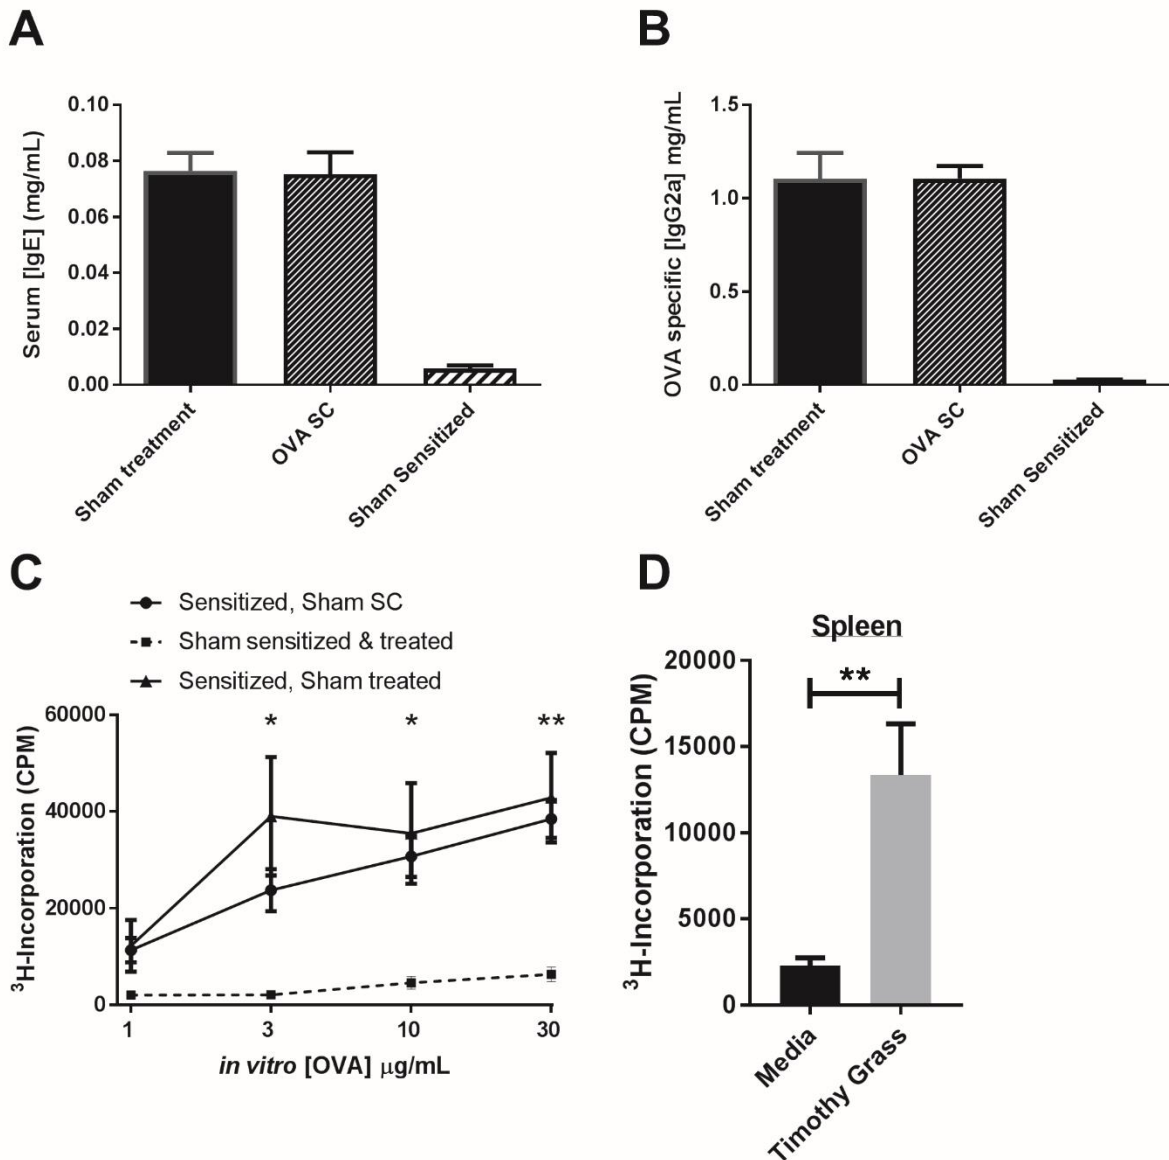 A
Serum [IgE] (mg/mL)
0.10
0.08
0.06
0.04
0.02
0.00
Sham treatment
OVA SC
Sham Sensitized
B
OVA specific [IgG2a] mg/mL
1.5
1.0
0.5
0.0
Sham treatment
OVA SC
Sham Sensitized
C
Sensitized, Sham SC
Sham sensitized & treated
Sensitized, Sham treated
³H-Incorporation (CPM)
60000
40000
20000
0
* * **
1 3 10 30
in vitro [OVA] μg/mL
D
Spleen
³H-Incorporation (CPM)
20000
15000
10000
5000
0
**
Media
Timothy Grass